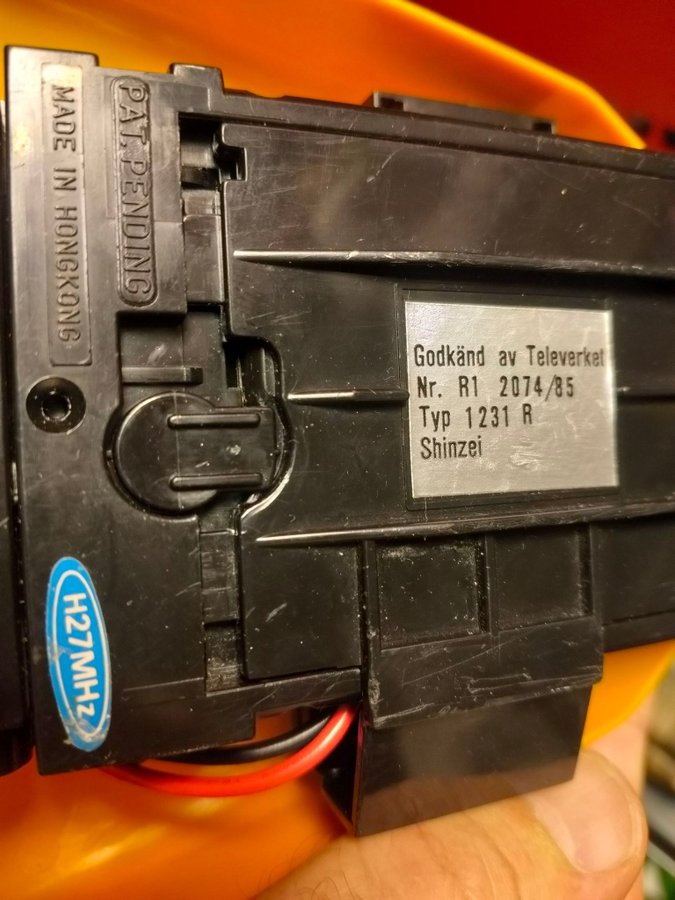 MADE IN HONGKONG
PAT. PENDING
Godkänd av Televerket
Nr. R1 2074/85
Typ 1231 R
Shinzei
H27MHz